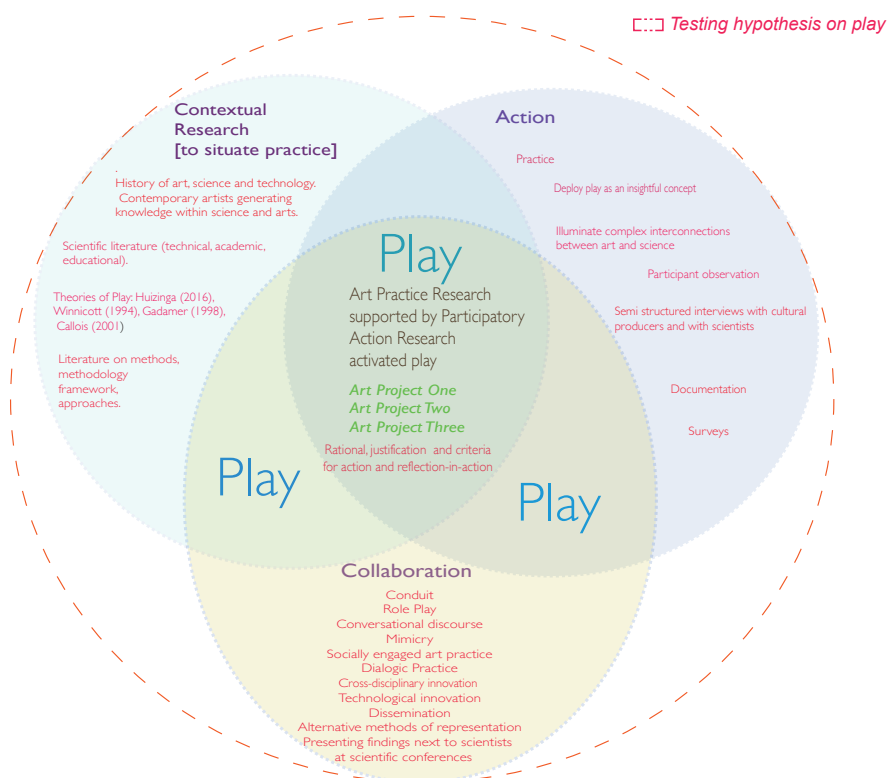 Testing hypothesis on play
Contextual
Research
[to situate practice]
.
History of art, science and technology.
Contemporary artists generating
knowledge within science and arts.
Scientific literature (technical, academic,
educational).
Theories of Play: Huizinga (2016),
Winnicott (1994), Gadamer (1998),
Callois (2001)
Literature on methods,
methodology
framework,
approaches.
Action
Practice
Deploy play as an insightful concept
Illuminate complex interconnections
between art and science
Participant observation
Semi structured interviews with cultural
producers and with scientists
Documentation
Surveys
Play
Art Practice Research
supported by Participatory
Action Research
activated play
Art Project One
Art Project Two
Art Project Three
Rational, justification and criteria
for action and reflection-in-action
Play
Play
Collaboration
Conduit
Role Play
Conversational discourse
Mimicry
Socially engaged art practice
Dialogic Practice
Cross-disciplinary innovation
Technological innovation
Dissemination
Alternative methods of representation
Presenting findings next to scientists
at scientific conferences